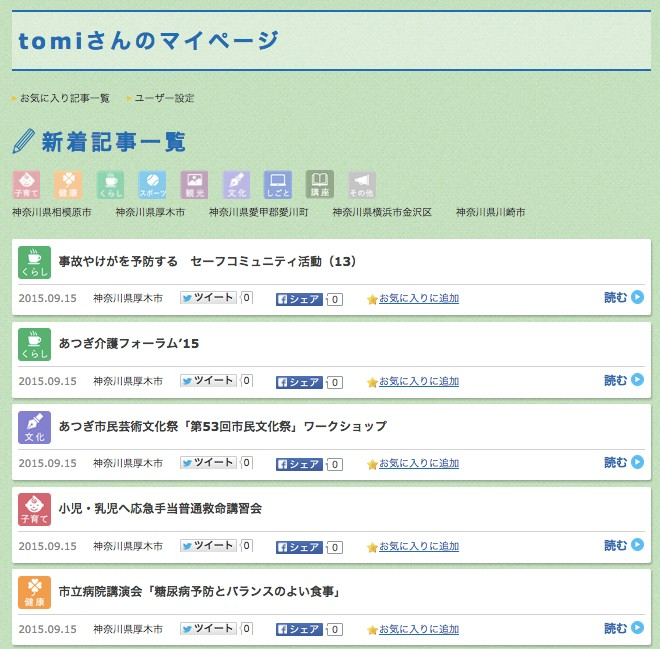 tomiさんのマイページ
お気に入り記事一覧 ユーザー設定
新着記事一覧
子育て 健康 くらし スポーツ 観光 文化 しごと 講座 その他
神奈川県相模原市 神奈川県厚木市 神奈川県愛甲郡愛川町 神奈川県横浜市金沢区 神奈川県川崎市
くらし 事故やけがを予防する セーフコミュニティ活動（13）
2015.09.15 神奈川県厚木市 ツイート 0 シェア 0 お気に入りに追加 読む
くらし あつぎ介護フォーラム’15
2015.09.15 神奈川県厚木市 ツイート 0 シェア 0 お気に入りに追加 読む
文化 あつぎ市民芸術文化祭「第53回市民文化祭」ワークショップ
2015.09.15 神奈川県厚木市 ツイート 0 シェア 0 お気に入りに追加 読む
子育て 小児・乳児へ応急手当普通救命講習会
2015.09.15 神奈川県厚木市 ツイート 0 シェア 0 お気に入りに追加 読む
健康 市立病院講演会「糖尿病予防とバランスのよい食事」
2015.09.15 神奈川県厚木市 ツイート 0 シェア 0 お気に入りに追加 読む